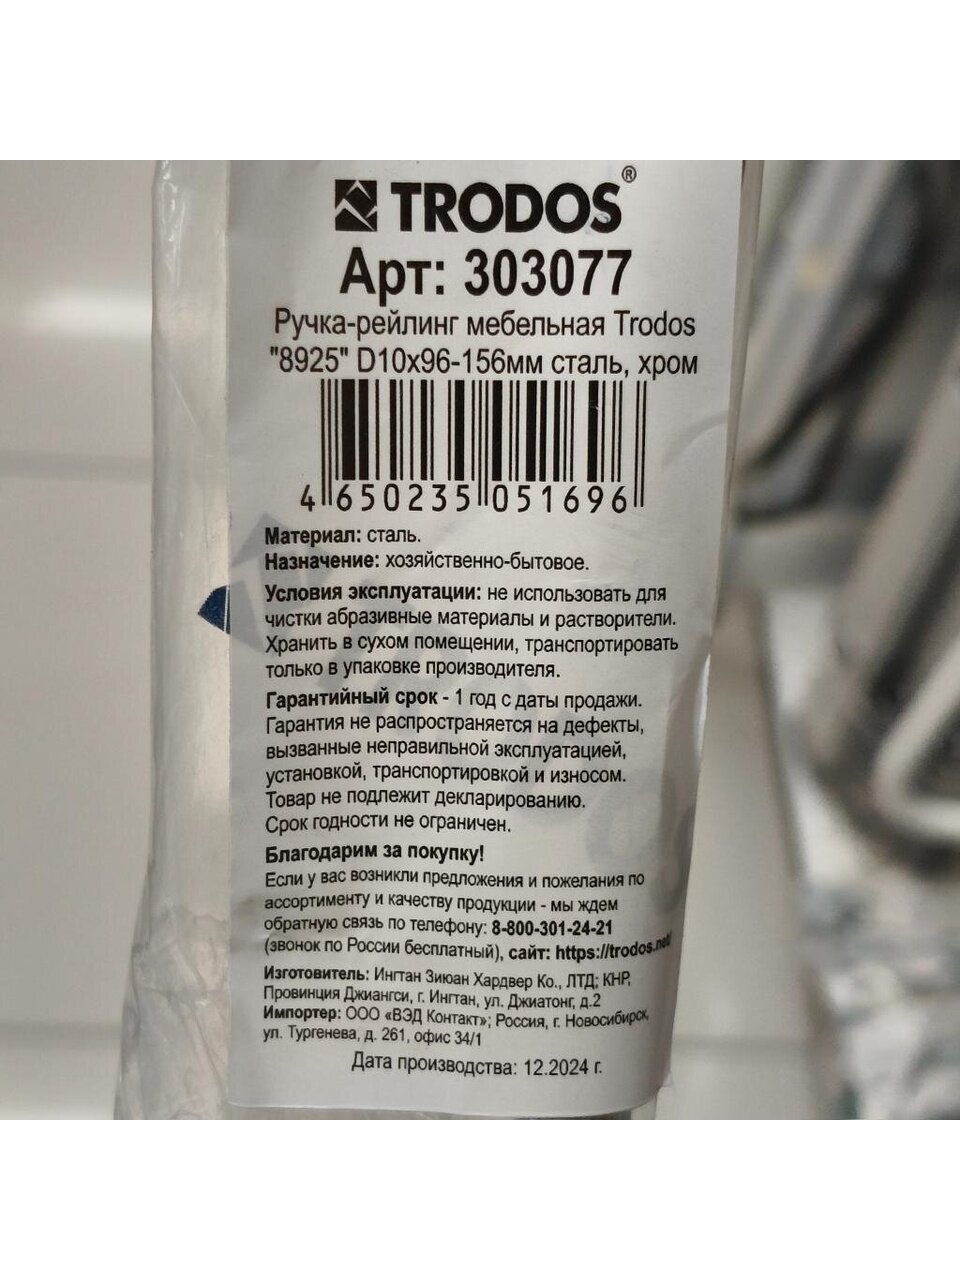 TRODOS®
Арт: 303077
Ручка-рейлинг мебельная Trodos
"8925" D10x96-156мм сталь, хром
4 650235 051696
Материал: сталь.
Назначение: хозяйственно-бытовое.
Условия эксплуатации: не использовать для
чистки абразивные материалы и растворители.
Хранить в сухом помещении, транспортировать
только в упаковке производителя.
Гарантийный срок - 1 год с даты продажи.
Гарантия не распространяется на дефекты,
вызванные неправильной эксплуатацией,
установкой, транспортировкой и износом.
Товар не подлежит декларированию.
Срок годности не ограничен.
Благодарим за покупку!
Если у вас возникли предложения и пожелания по
ассортименту и качеству продукции - мы ждем
обратную связь по телефону: 8-800-301-24-21
(звонок по России бесплатный), сайт: https://trodos.net/
Изготовитель: Ингтан Зиюан Хардвер Ко., ЛТД; КНР,
Провинция Джиангси, г. Ингтан, ул. Джиатонг, д.2
Импортер: ООО «ВЭД Контакт»; Россия, г. Новосибирск,
ул. Тургенева, д. 261, офис 34/1
Дата производства: 12.2024 г.